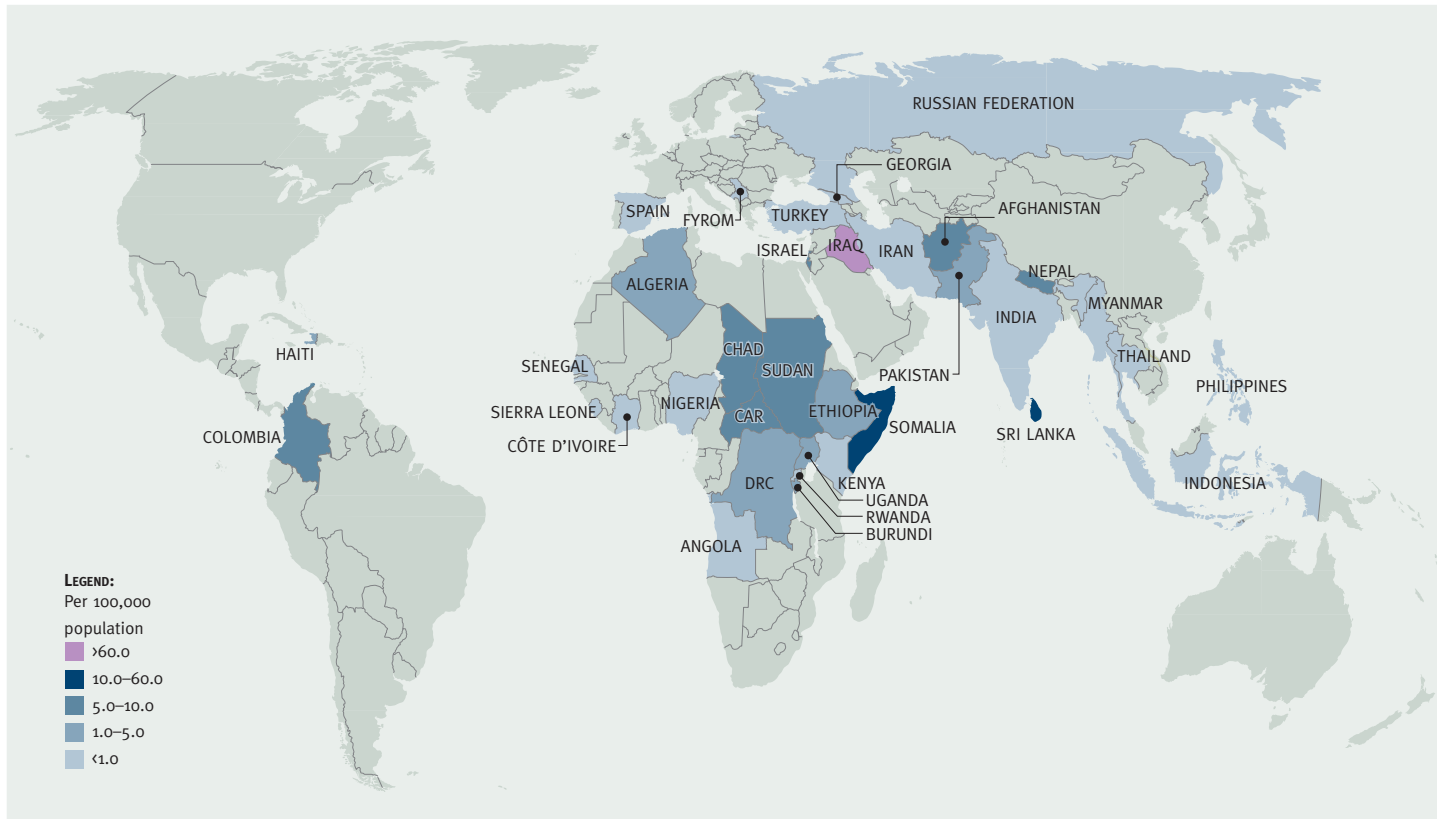 RUSSIAN FEDERATION
GEORGIA
AFGHANISTAN
SPAIN
FYROM
TURKEY
ISRAEL
IRAQ
IRAN
NEPAL
ALGERIA
MYANMAR
INDIA
HAITI
CHAD
SENEGAL
SUDAN
THAILAND
PAKISTAN
PHILIPPINES
NIGERIA
SIERRA LEONE
CAR
ETHIOPIA
SOMALIA
COLOMBIA
CÔTE D’IVOIRE
SRI LANKA
DRC
KENYA
INDONESIA
UGANDA
RWANDA
BURUNDI
ANGOLA
LEGEND:
Per 100,000
population
>60.0
10.0–60.0
5.0–10.0
1.0–5.0
<1.0